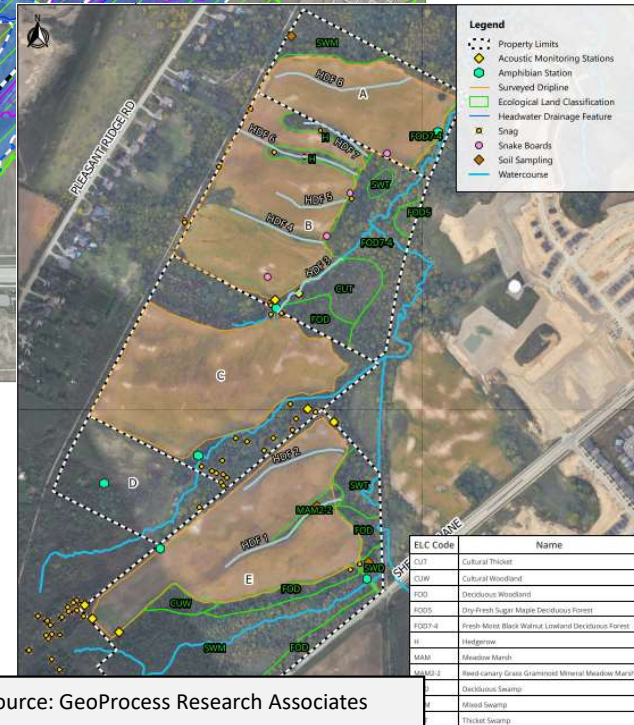 N
PLEASANT RIDGE RD
SWM
HDF 8
A
HDF 6
H
HDF 7
FOD7-4
H
SWT
HDF 5
FOD5
HDF 4
B
FOD7-4
HDF 3
CUT
FOD
C
HDF 2
D
SWT
MAM2-2
HDF 1
FOD
E
SWD
FOD
CUW
SWM
FOD
Legend
Property Limits
Acoustic Monitoring Stations
Amphibian Station
Surveyed Dripline
Ecological Land Classification
Headwater Drainage Feature
Snag
Snake Boards
Soil Sampling
Watercourse
ELC Code Name
CUT Cultural Thicket
CUW Cultural Woodland
FOD Deciduous Woodland
FOD5 Dry-Fresh Sugar Maple Deciduous Forest
FOD7-4 Fresh-Moist Black Walnut Lowland Deciduous Forest
H Hedgerow
MAM Meadow Marsh
MAM2-2 Reed-canary Grass Graminoid Mineral Meadow Marsh
Deciduous Swamp
Mixed Swamp
Thicket Swamp
ource: GeoProcess Research Associates